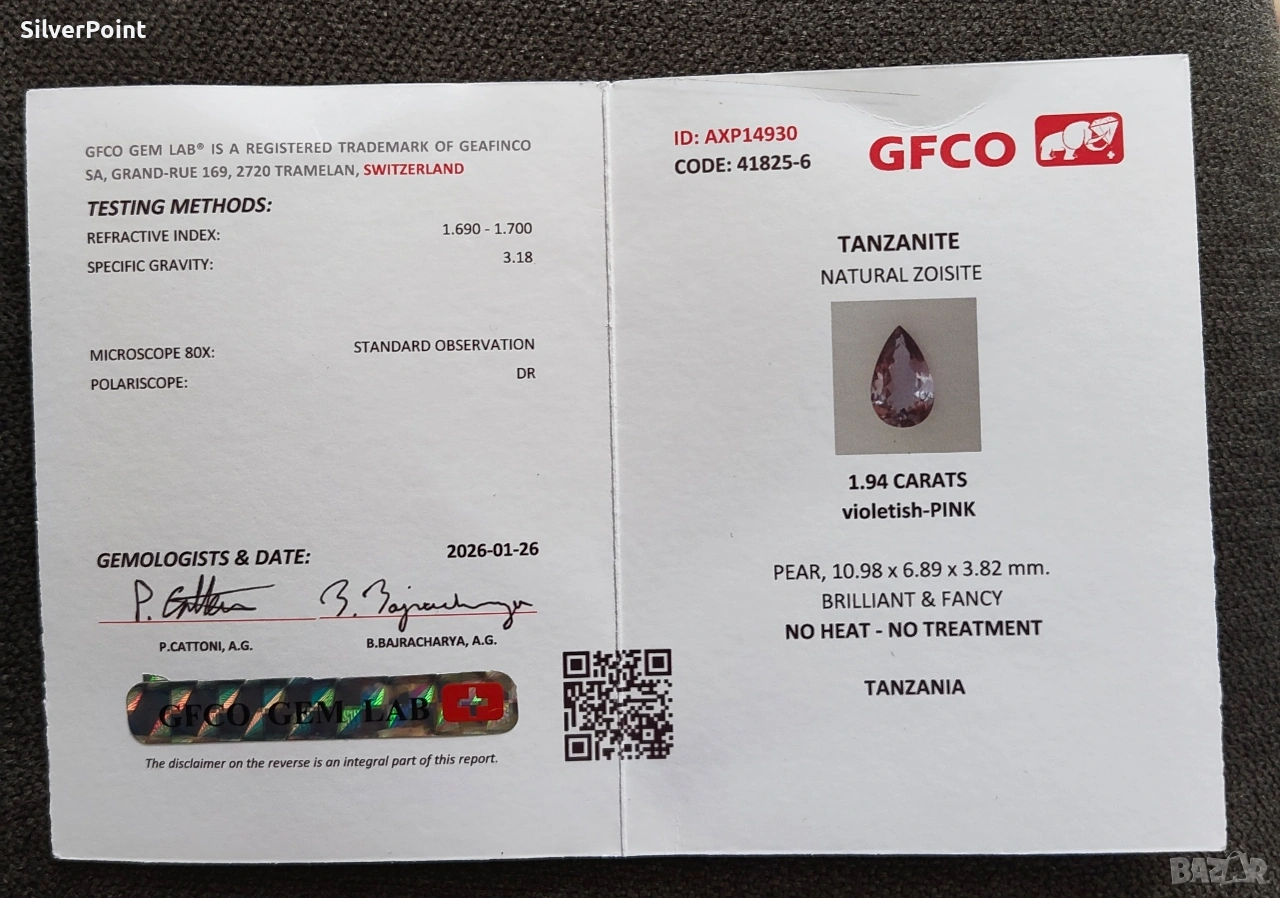 SilverPoint
GFCO GEM LAB® IS A REGISTERED TRADEMARK OF GEAFINCO
SA, GRAND-RUE 169, 2720 TRAMELAN, SWITZERLAND
TESTING METHODS:
REFRACTIVE INDEX: 1.690 - 1.700
SPECIFIC GRAVITY: 3.18
MICROSCOPE 80X: STANDARD OBSERVATION
POLARISCOPE: DR
GEMOLOGISTS & DATE: 2026-01-26
P. Cattoni B. Bajracharya
P.CATTONI, A.G. B.BAJRACHARYA, A.G.
GFCO GEM LAB
The disclaimer on the reverse is an integral part of this report.
ID: AXP14930
CODE: 41825-6
GFCO
TANZANITE
NATURAL ZOISITE
1.94 CARATS
violetish-PINK
PEAR, 10.98 x 6.89 x 3.82 mm.
BRILLIANT & FANCY
NO HEAT - NO TREATMENT
TANZANIA
BAZAR